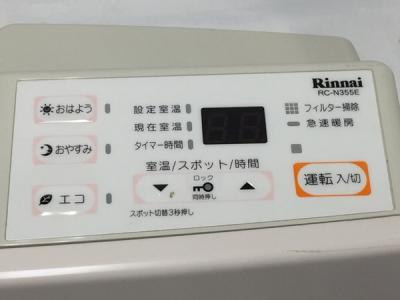 Rinnai
RC-N355E
おはよう
おやすみ
エコ
設定室温
現在室温
タイマー時間
88
フィルター掃除
急速暖房
室温/スポット/時間
ロック
同時押し
▼
▲
スポット切替3秒押し
運転 入/切